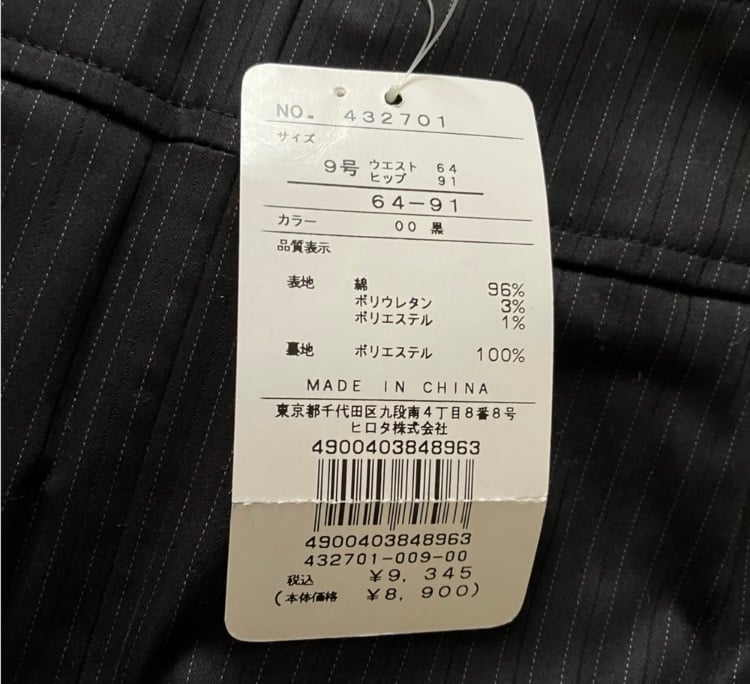 NO. 432701
サイズ
9号 ウエスト 64
ヒップ 91
64-91
カラー 00 黒
品質表示
表地 綿 96%
ポリウレタン 3%
ポリエステル 1%
裏地 ポリエステル 100%
MADE IN CHINA
東京都千代田区九段南4丁目8番8号
ヒロタ株式会社
4900403848963
4900403848963
432701-009-00
税込 ¥9,345
(本体価格 ¥8,900)